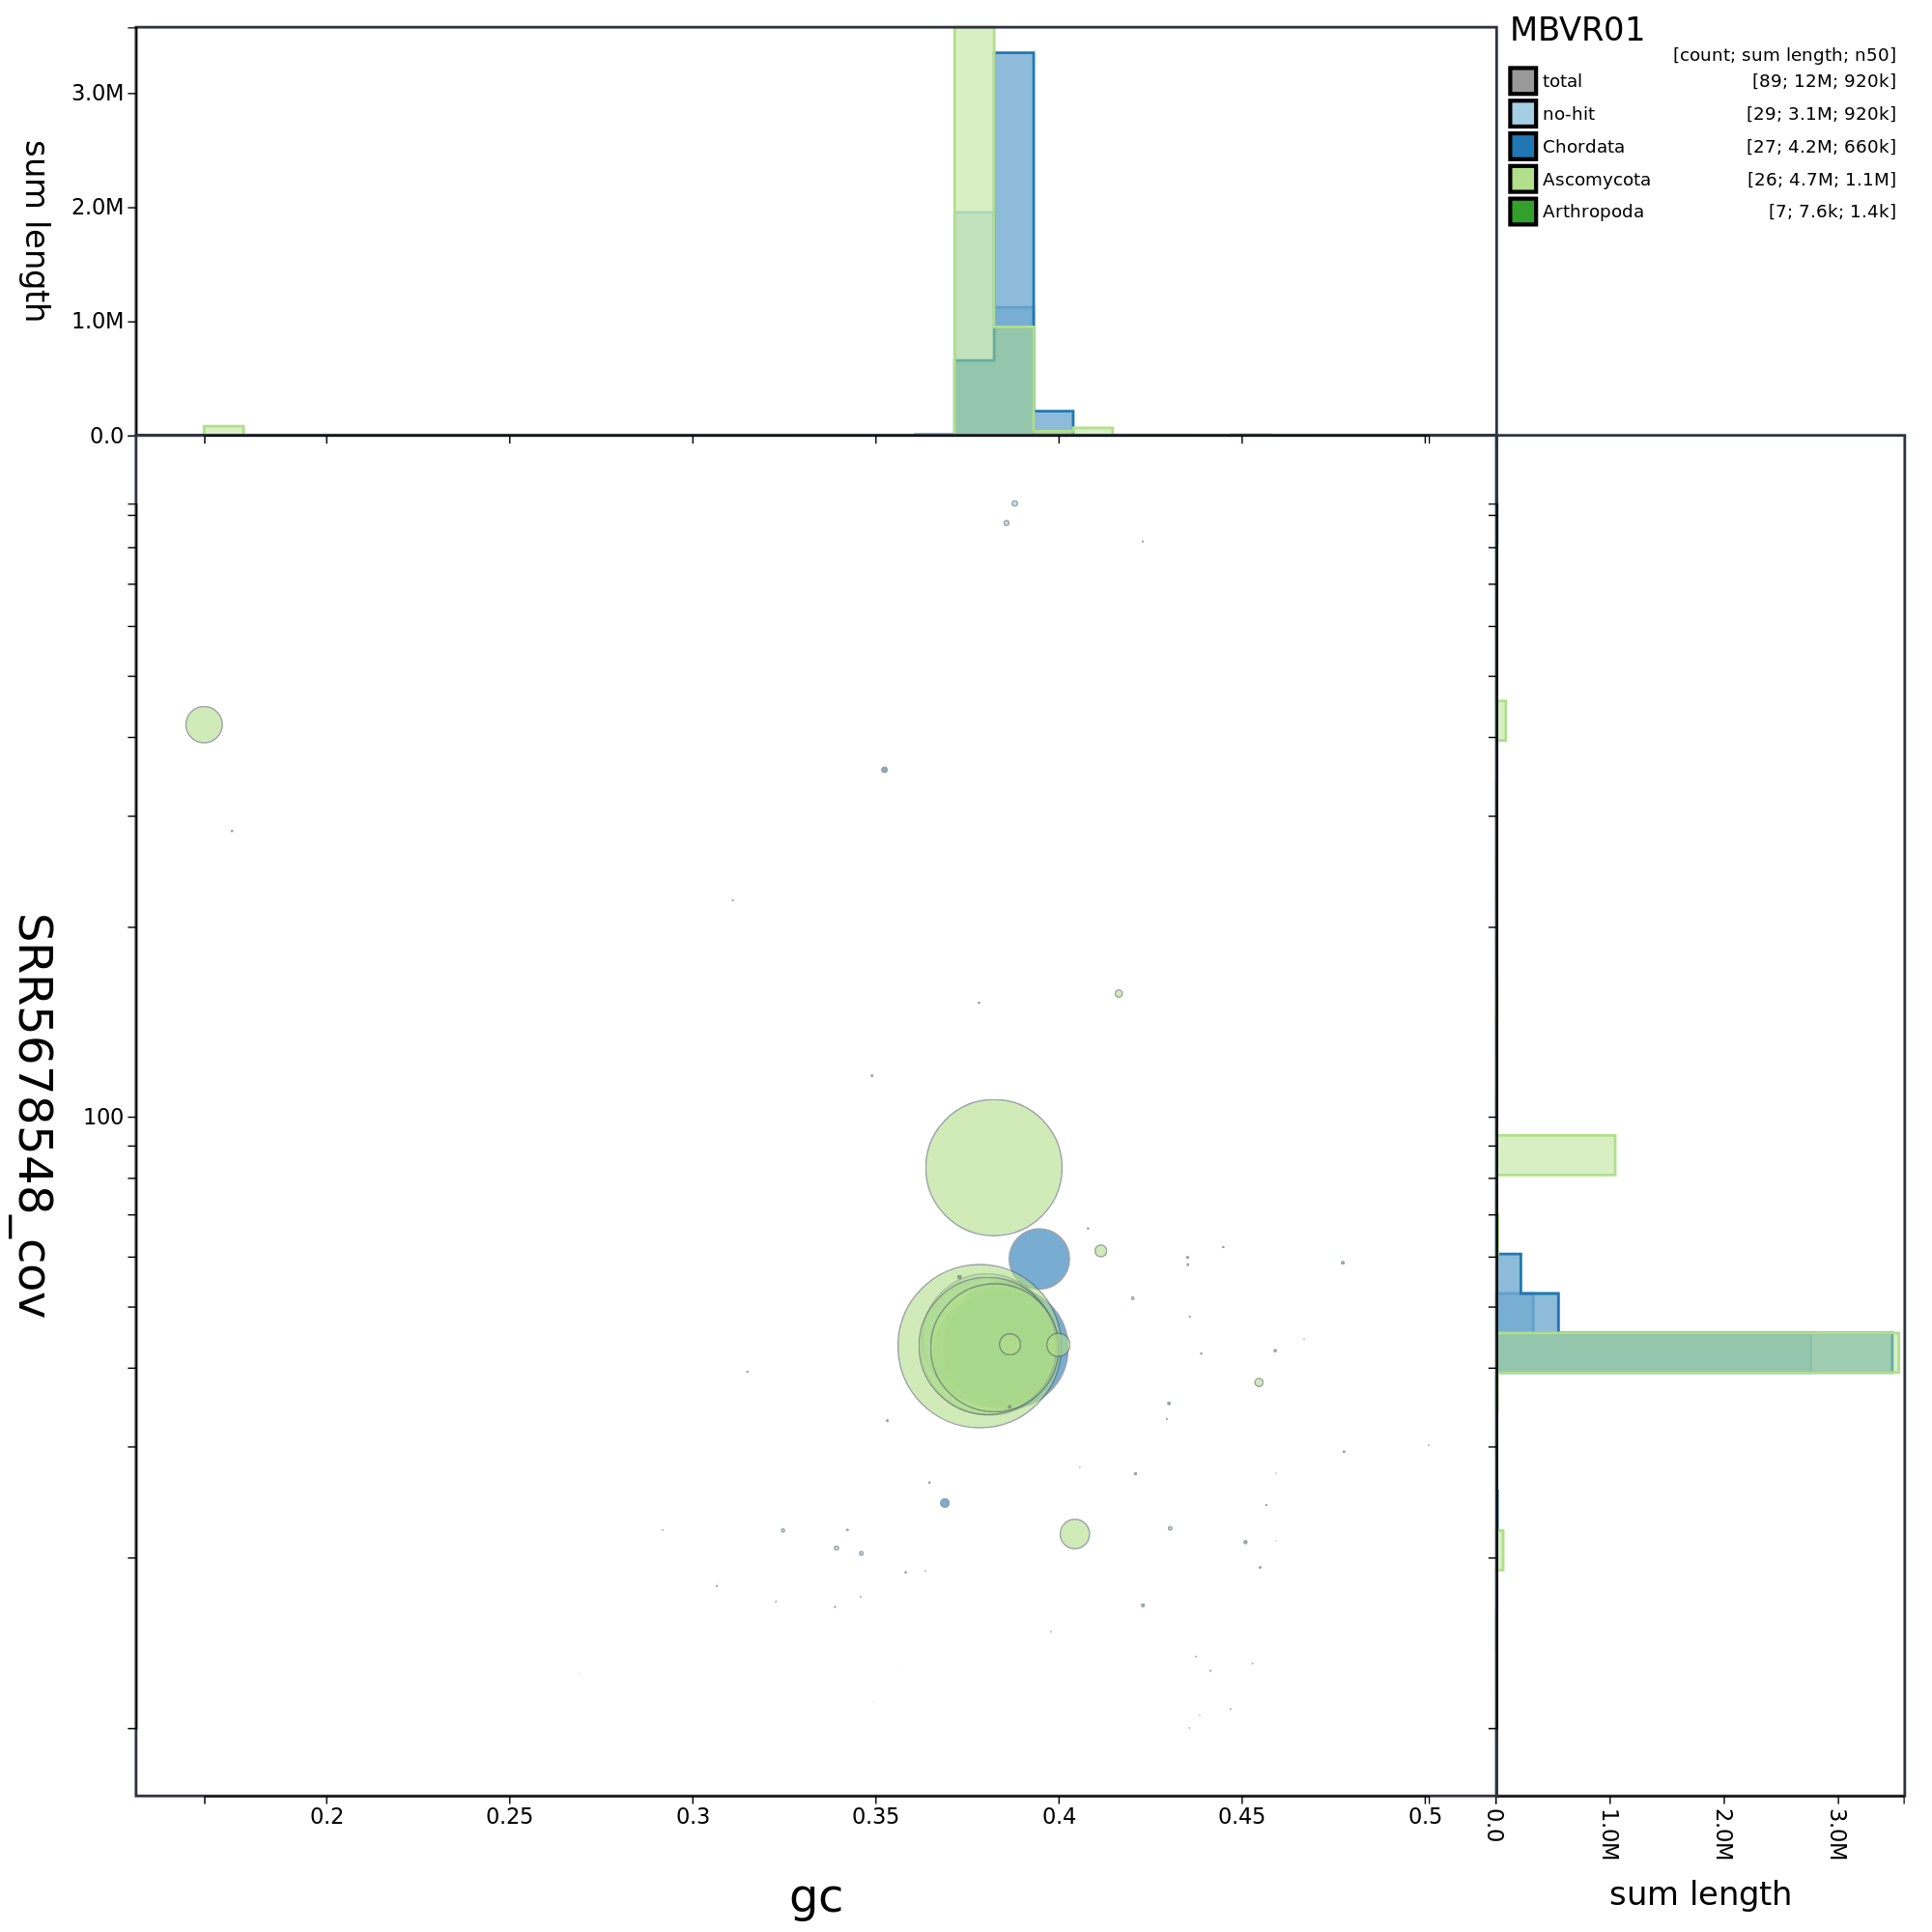 MBVR01
[count; sum length; n50]
total [89; 12M; 920k]
no-hit [29; 3.1M; 920k]
Chordata [27; 4.2M; 660k]
Ascomycota [26; 4.7M; 1.1M]
Arthropoda [7; 7.6k; 1.4k]
sum length
3.0M
2.0M
1.0M
0.0
SRR5678548_cov
100
0.2 0.25 0.3 0.35 0.4 0.45 0.5
gc
0.0 1.0M 2.0M 3.0M
sum length